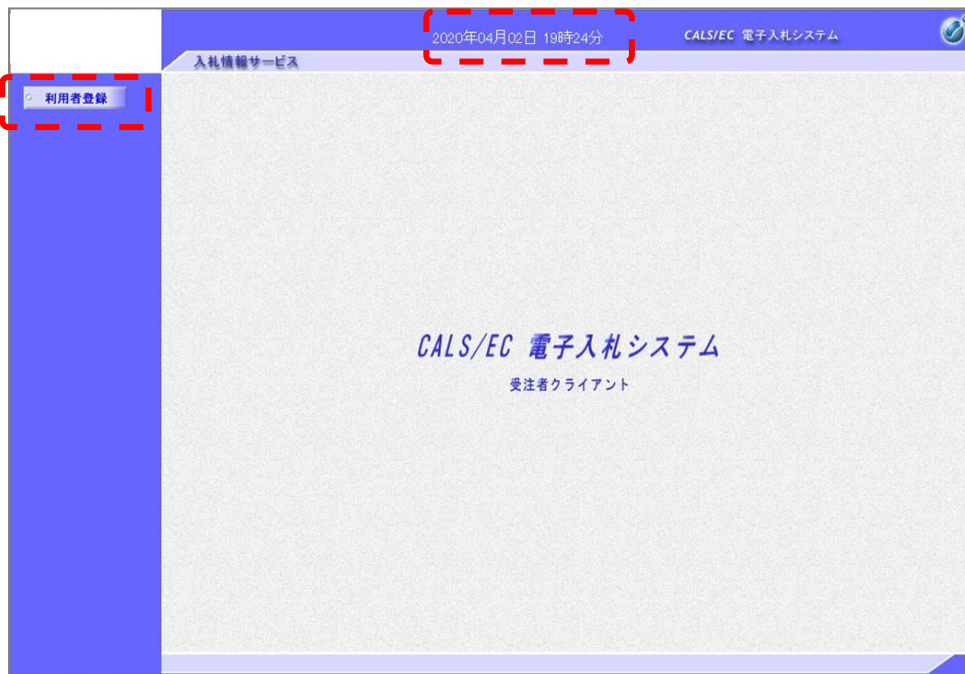 2020年04月02日 19時24分
CALS/EC 電子入札システム
入札情報サービス
利用者登録
CALS/EC 電子入札システム
受注者クライアント